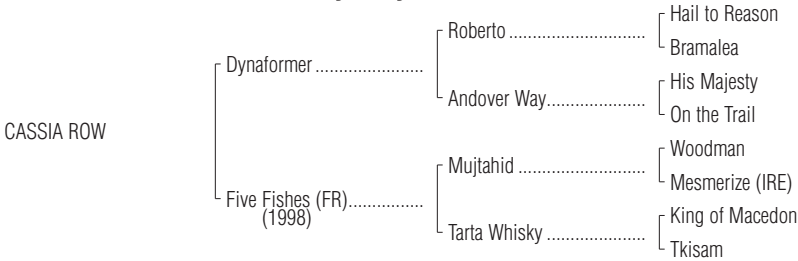 Hail to Reason
Roberto ..............................
Bramalea
Dynaformer .......................
His Majesty
Andover Way.....................
On the Trail
CASSIA ROW
Woodman
Mujtahid ...........................
Mesmerize (IRE)
Five Fishes (FR)................
(1998)
King of Macedon
Tarta Whisky .....................
Tkisam